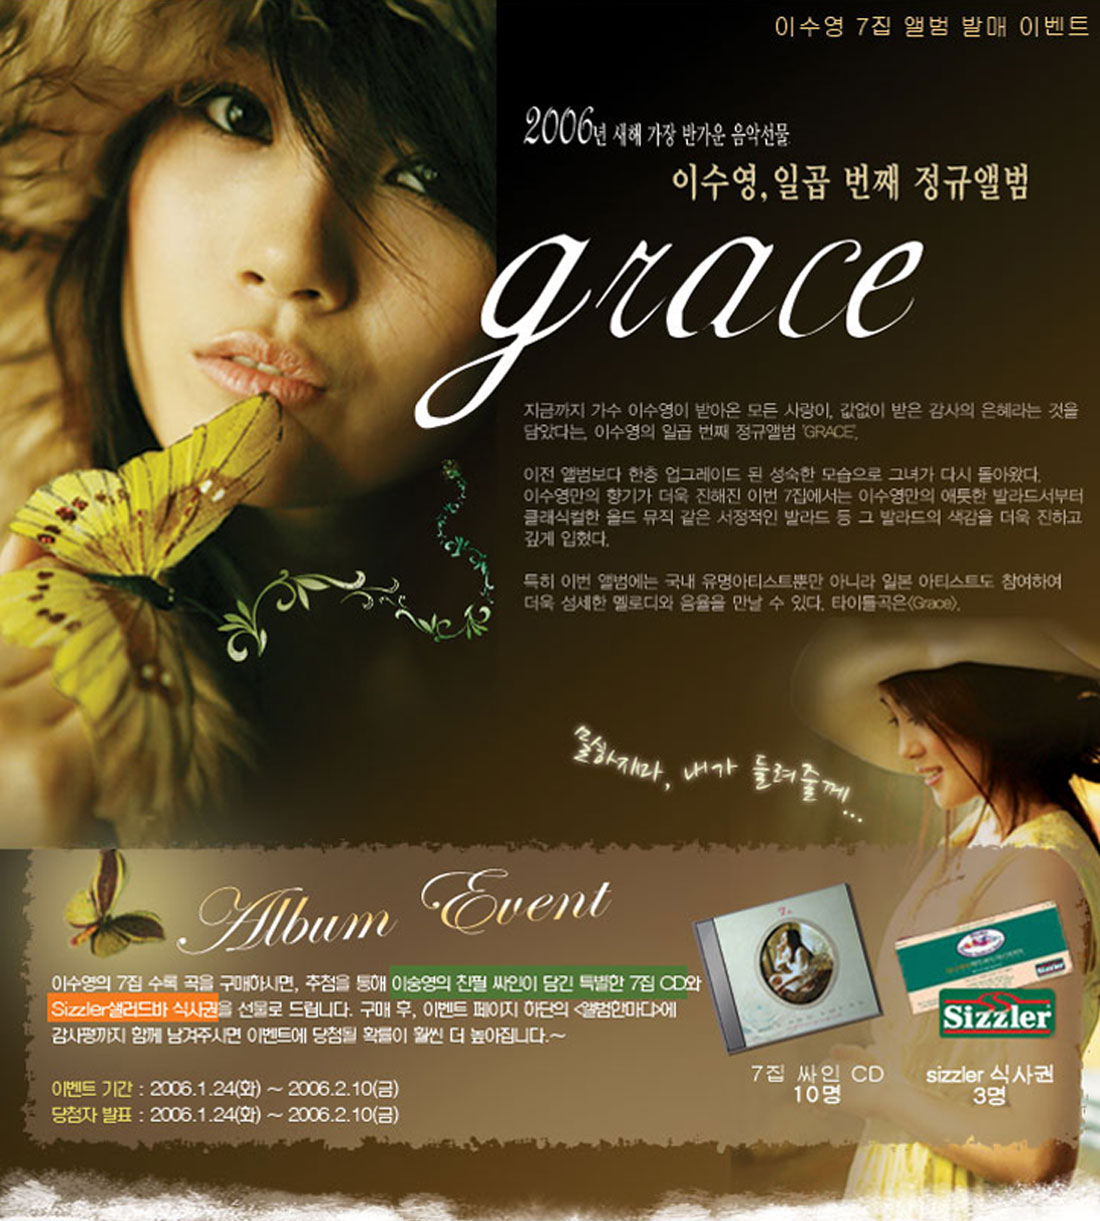 이수영 7집 앨범 발매 이벤트
2006년 새해 가장 반가운 음악선물
이수영, 일곱 번째 정규앨범
grace
지금까지 가수 이수영이 받아온 모든 사랑이, 값없이 받은 감사의 은혜라는 것을
담았다는, 이수영의 일곱 번째 정규앨범 'GRACE'.
이전 앨범보다 한층 업그레이드 된 성숙한 모습으로 그녀가 다시 돌아왔다.
이수영만의 향기가 더욱 진해진 이번 7집에서는 이수영만의 애틋한 발라드서부터
클래식컬한 올드 뮤직 같은 서정적인 발라드 등 그 발라드의 색감을 더욱 진하고
깊게 입혔다.
특히 이번 앨범에는 국내 유명아티스트뿐만 아니라 일본 아티스트도 참여하여
더욱 섬세한 멜로디와 음율을 만날 수 있다. 타이틀곡은<Grace>.
말하지마라, 내가 들려줄게...
Album Event
이수영의 7집 수록 곡을 구매하시면, 추첨을 통해 이숭영의 친필 싸인이 담긴 특별한 7집 CD와
Sizzler샐러드바 식사권을 선물로 드립니다. 구매 후, 이벤트 페이지 하단의 <앨범한마디>에
감사평까지 함께 남겨주시면 이벤트에 당첨될 확률이 훨씬 더 높아집니다.~
이벤트 기간 : 2006.1.24(화) ~ 2006.2.10(금)
당첨자 발표 : 2006.1.24(화) ~ 2006.2.10(금)
Sizzler
7집 싸인 CD
10명
sizzler 식사권
3명